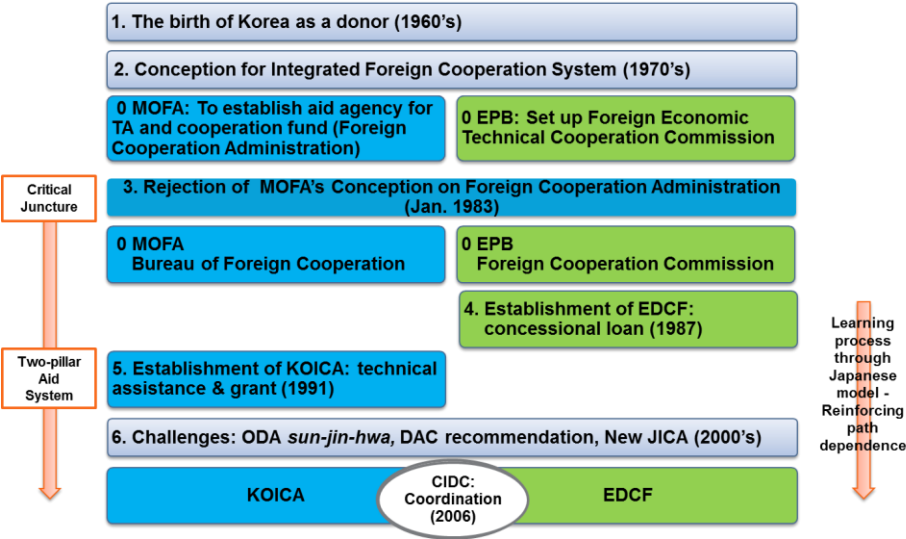 1. The birth of Korea as a donor (1960's)
2. Conception for Integrated Foreign Cooperation System (1970's)
0 MOFA: To establish aid agency for
TA and cooperation fund (Foreign
Cooperation Administration)
0 EPB: Set up Foreign Economic
Technical Cooperation Commission
Critical
Juncture
3. Rejection of MOFA's Conception on Foreign Cooperation Administration
(Jan. 1983)
0 MOFA
Bureau of Foreign Cooperation
0 EPB
Foreign Cooperation Commission
4. Establishment of EDCF:
concessional loan (1987)
Two-pillar
Aid
System
5. Establishment of KOICA: technical
assistance & grant (1991)
Learning
process
through
Japanese
model -
Reinforcing
path
dependence
6. Challenges: ODA sun-jin-hwa, DAC recommendation, New JICA (2000's)
KOICA
CIDC:
Coordination
(2006)
EDCF